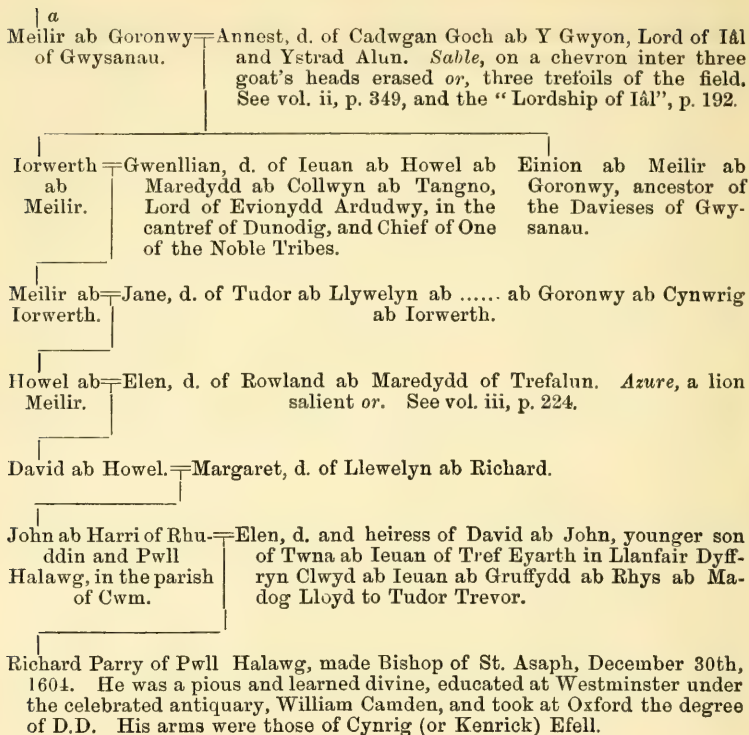 a
Meilir ab Goronwy=Annest, d. of Cadwgan Goch ab Y Gwyon, Lord of Iâl
of Gwysanau. and Ystrad Alun. Sable, on a chevron inter three
goat's heads erased or, three trefoils of the field.
See vol. ii, p. 349, and the “Lordship of Iâl”, p. 192.
Iorwerth=Gwenllian, d. of Ieuan ab Howel ab Einion ab Meilir ab
ab Maredydd ab Collwyn ab Tangno, Goronwy, ancestor of
Meilir. Lord of Evionydd Ardudwy, in the the Davieses of Gwy-
cantref of Dunodig, and Chief of One sanau.
of the Noble Tribes.
Meilir ab=Jane, d. of Tudor ab Llywelyn ab ...... ab Goronwy ab Cynwrig
Iorwerth. ab Iorwerth.
Howel ab=Elen, d. of Rowland ab Maredydd of Trefalun. Azure, a lion
Meilir. salient or. See vol. iii, p. 224.
David ab Howel.=Margaret, d. of Llewelyn ab Richard.
John ab Harri of Rhu-=Elen, d. and heiress of David ab John, younger son
ddin and Pwll of Twna ab Ieuan of Tref Eyarth in Llanfair Dyff-
Halawg, in the parish ryn Clwyd ab Ieuan ab Gruffydd ab Rhys ab Ma-
of Cwm. dog Lloyd to Tudor Trevor.
Richard Parry of Pwll Halawg, made Bishop of St. Asaph, December 30th,
1604. He was a pious and learned divine, educated at Westminster under
the celebrated antiquary, William Camden, and took at Oxford the degree
of D.D. His arms were those of Cynrig (or Kenrick) Efell.